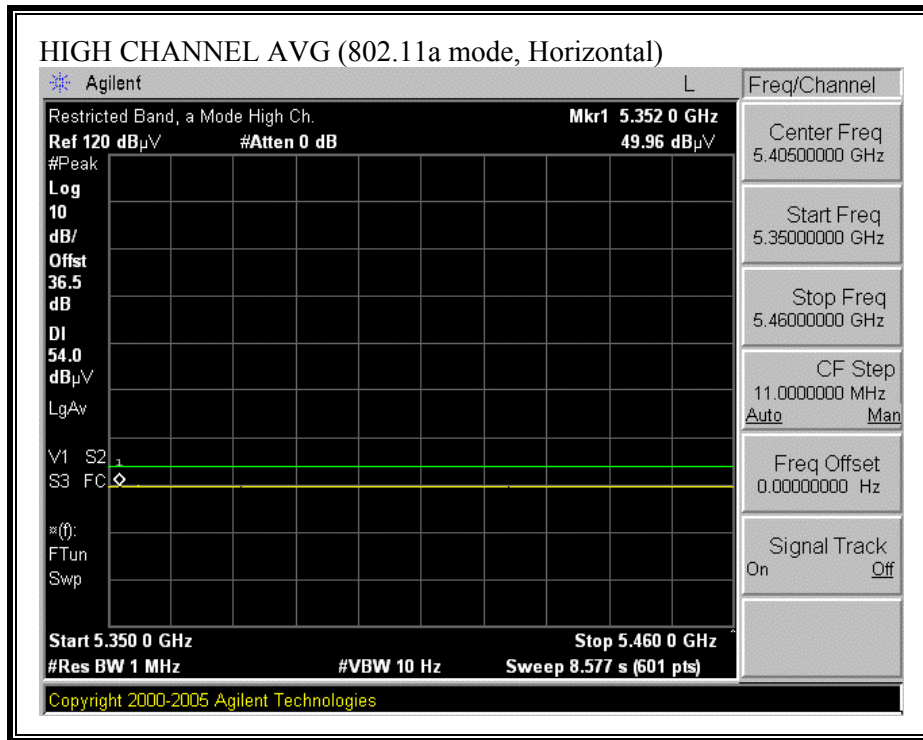 HIGH CHANNEL AVG (802.11a mode, Horizontal)
Agilent L
Freq/Channel
Restricted Band, a Mode High Ch. Mkr1 5.352 0 GHz
Ref 120 dBµV #Atten 0 dB 49.96 dBµV
#Peak
Log
10
dB/
Offst
36.5
dB
DI
54.0
dBµV
LgAv
V1 S2
S3 FC
¤(f):
FTun
Swp
1
Start 5.350 0 GHz Stop 5.460 0 GHz
#Res BW 1 MHz #VBW 10 Hz Sweep 8.577 s (601 pts)
Center Freq
5.40500000 GHz
Start Freq
5.35000000 GHz
Stop Freq
5.46000000 GHz
CF Step
11.0000000 MHz
Auto Man
Freq Offset
0.00000000 Hz
Signal Track
On Off
Copyright 2000-2005 Agilent Technologies